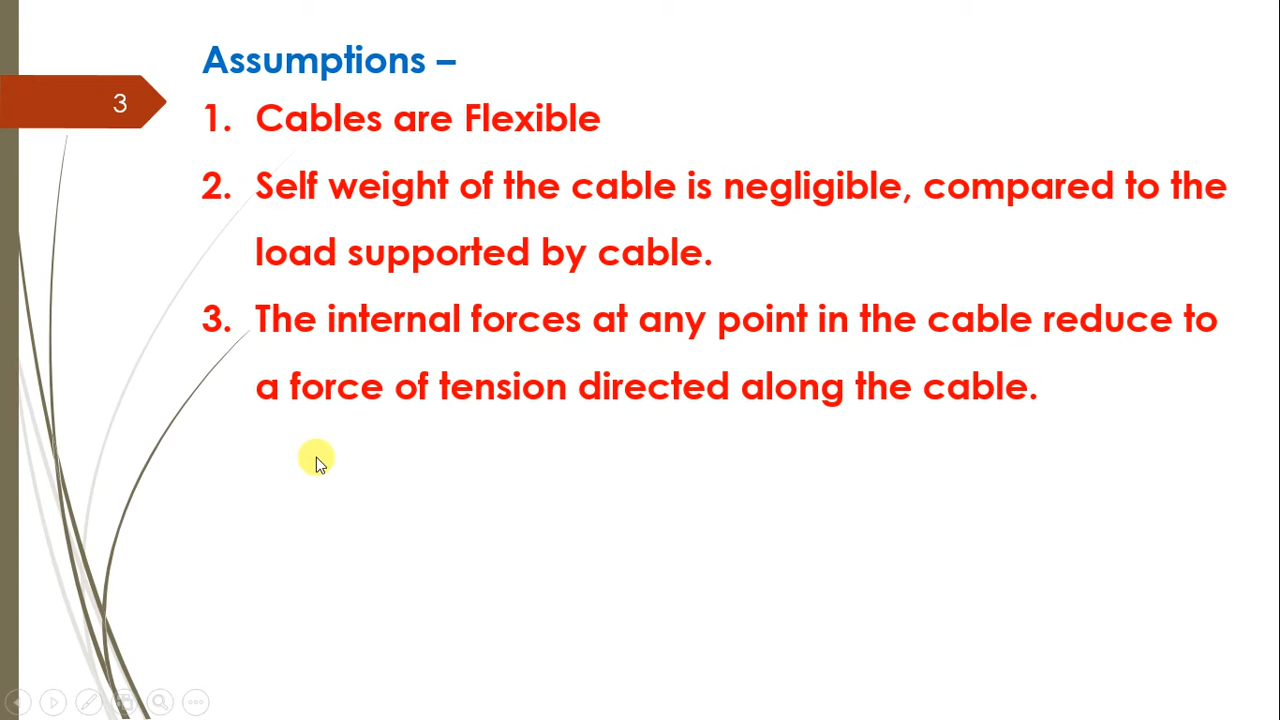 Assumptions –
3
1. Cables are Flexible
2. Self weight of the cable is negligible, compared to the
load supported by cable.
3. The internal forces at any point in the cable reduce to
a force of tension directed along the cable.